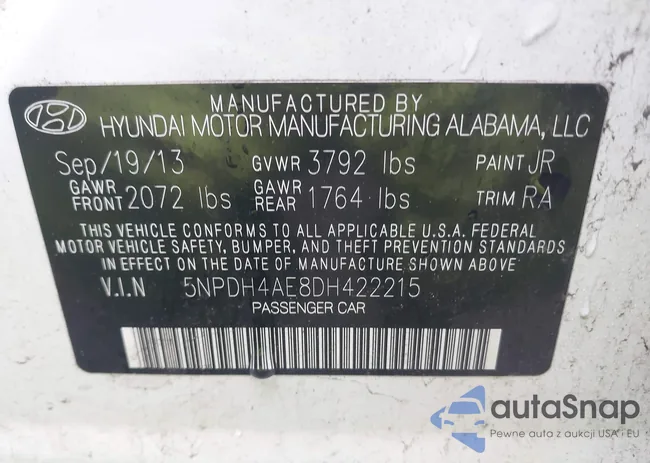 MANUFACTURED BY
HYUNDAI MOTOR MANUFACTURING ALABAMA, LLC
Sep/19/13 GVWR 3792 lbs PAINT JR
GAWR FRONT 2072 lbs GAWR REAR 1764 lbs TRIM RA
THIS VEHICLE CONFORMS TO ALL APPLICABLE U.S.A. FEDERAL
MOTOR VEHICLE SAFETY, BUMPER, AND THEFT PREVENTION STANDARDS
IN EFFECT ON THE DATE OF MANUFACTURE SHOWN ABOVE
V.I.N 5NPDH4AE8DH422215
PASSENGER CAR
autoSnap
Pewne auta z aukcji USA i EU